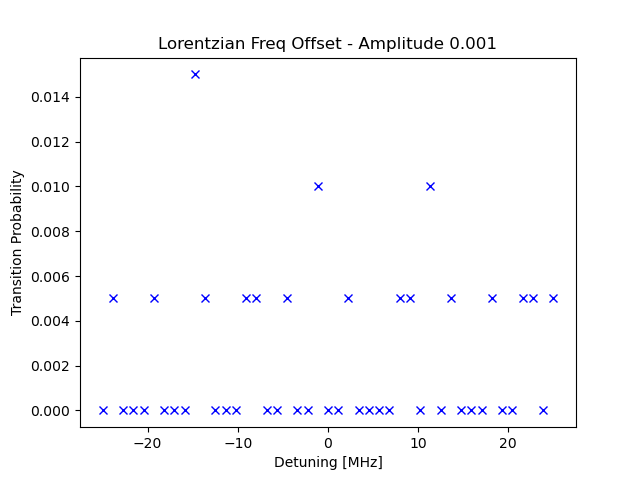 Lorentzian Freq Offset - Amplitude 0.001
Transition Probability
0.014
0.012
0.010
0.008
0.006
0.004
0.002
0.000
−20 −10 0 10 20
Detuning [MHz]